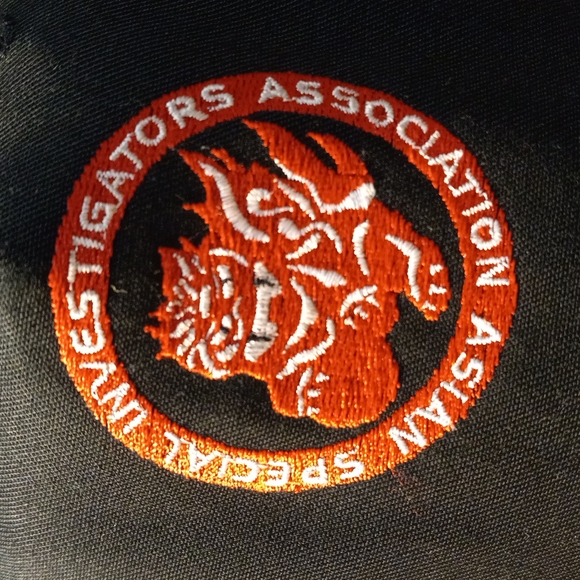 ASIAN SPECIAL INVESTIGATORS ASSOCIATION